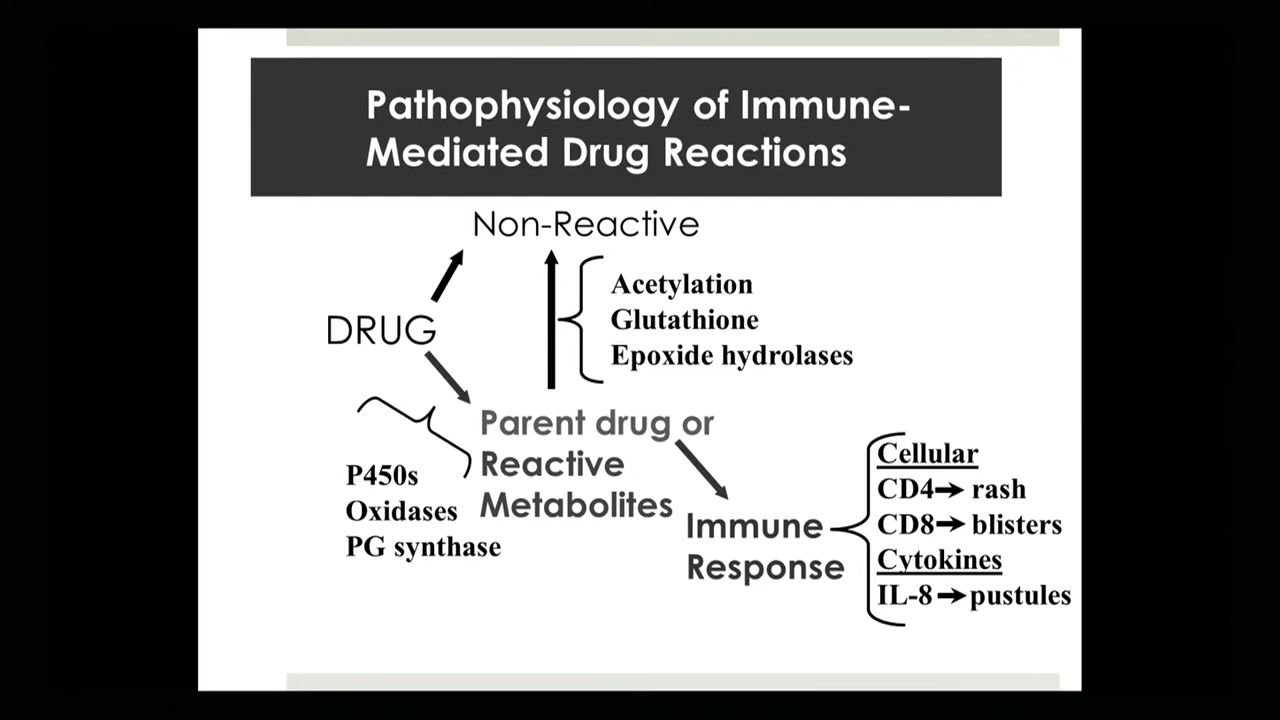 Pathophysiology of Immune-
Mediated Drug Reactions
Non-Reactive
Acetylation
Glutathione
Epoxide hydrolases
DRUG
Parent drug or
Reactive
Metabolites
P450s
Oxidases
PG synthase
Immune
Response
Cellular
CD4→ rash
CD8→ blisters
Cytokines
IL-8→ pustules